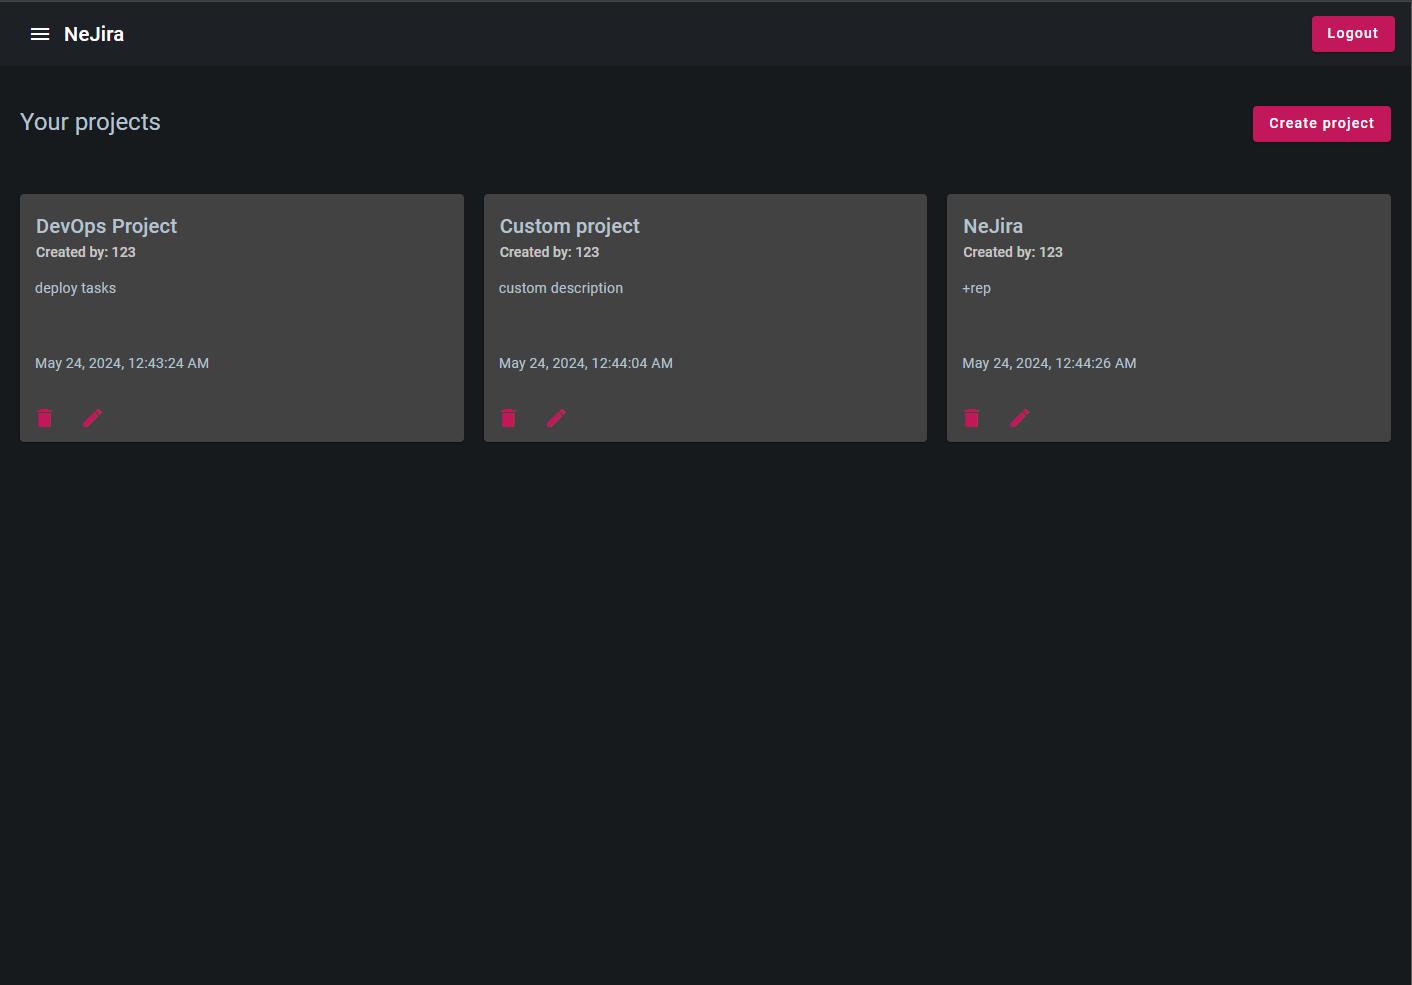 NeJira
Logout
Your projects
Create project
DevOps Project
Created by: 123
deploy tasks
May 24, 2024, 12:43:24 AM
Custom project
Created by: 123
custom description
May 24, 2024, 12:44:04 AM
NeJira
Created by: 123
+rep
May 24, 2024, 12:44:26 AM